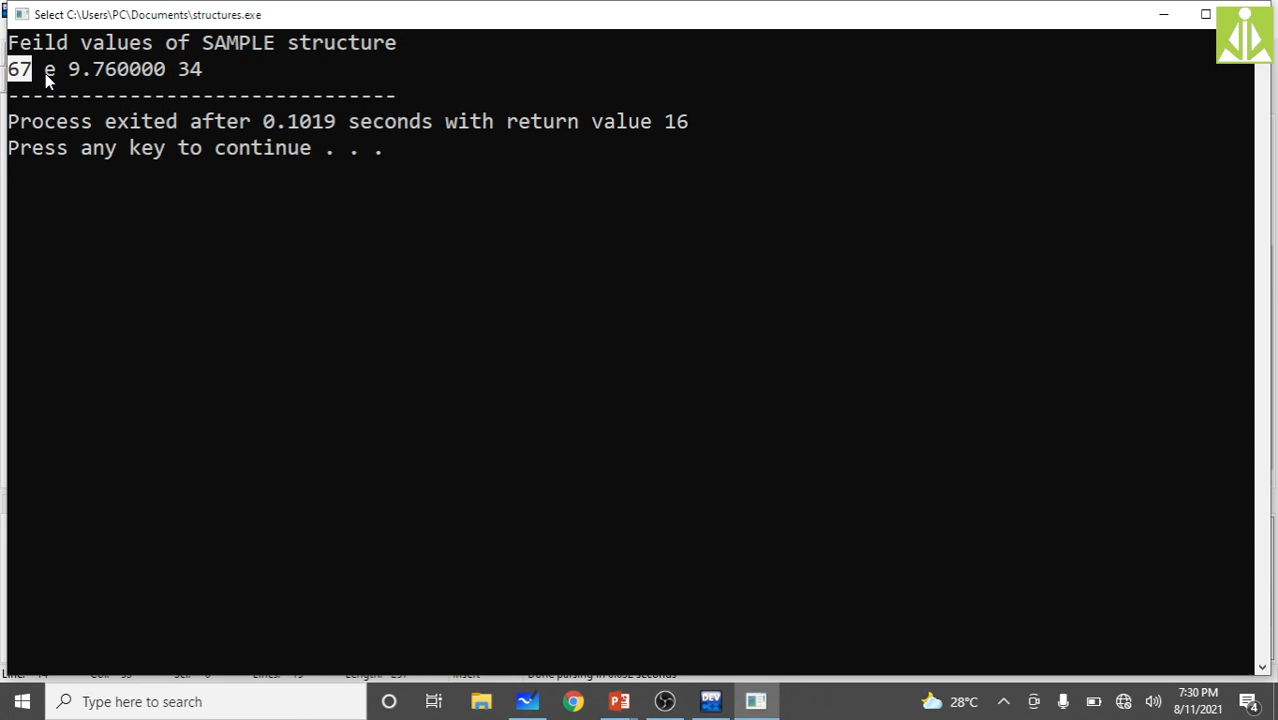 Select C:\Users\PC\Documents\structures.exe
Feild values of SAMPLE structure
67 e 9.760000 34
--------------------------------
Process exited after 0.1019 seconds with return value 16
Press any key to continue . . .
Type here to search
DEV
28°C
7:30 PM
8/11/2021
4